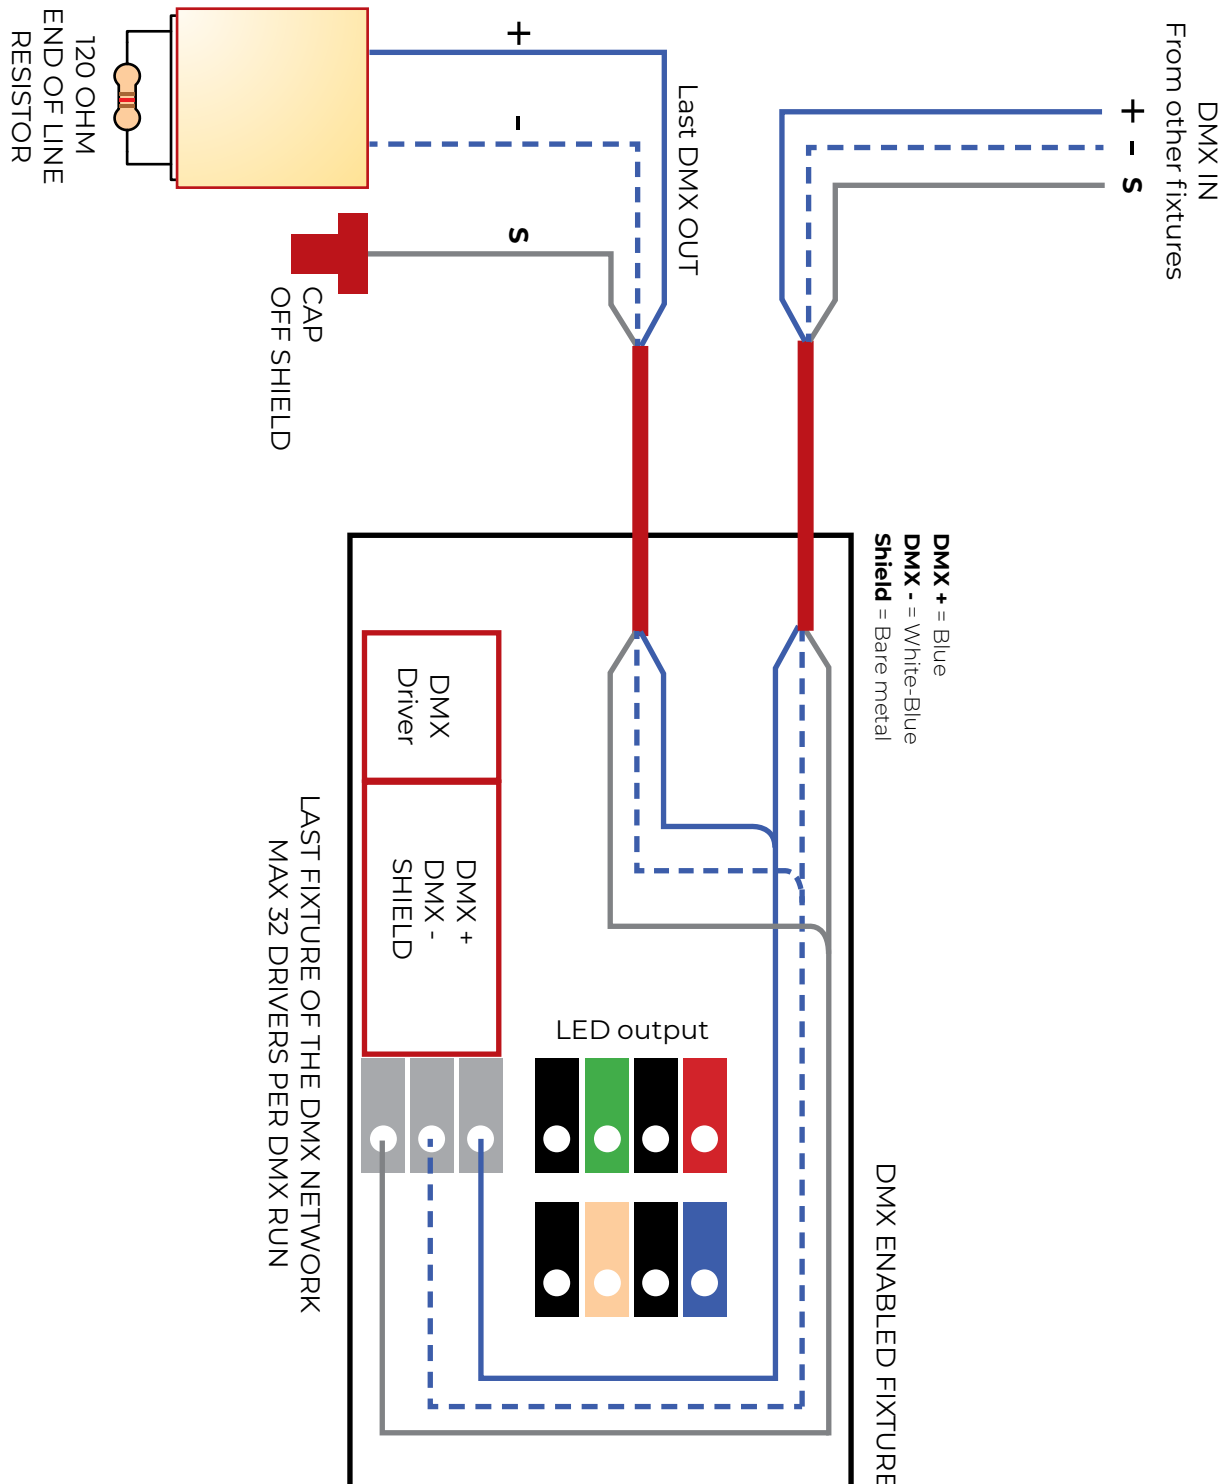 DMX IN
From other fixtures
+
-
s
Last DMX OUT
+
-
s
120 OHM
END OF LINE
RESISTOR
CAP
OFF SHIELD
DMX + = Blue
DMX - = White-Blue
Shield = Bare metal
DMX
Driver
DMX +
DMX -
SHIELD
LED output
DMX ENABLED FIXTURE
LAST FIXTURE OF THE DMX NETWORK
MAX 32 DRIVERS PER DMX RUN